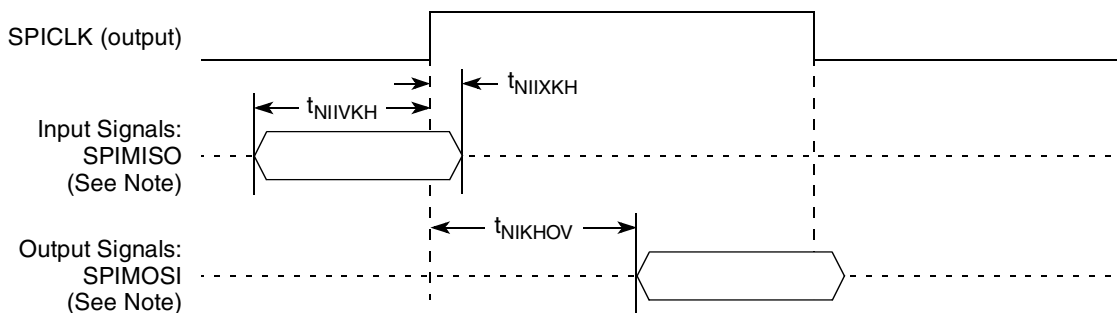 SPICLK (output)
tNIIXKH
tNIIVKH
Input Signals:
SPIMISO
(See Note)
tNIKHOV
Output Signals:
SPIMOSI
(See Note)